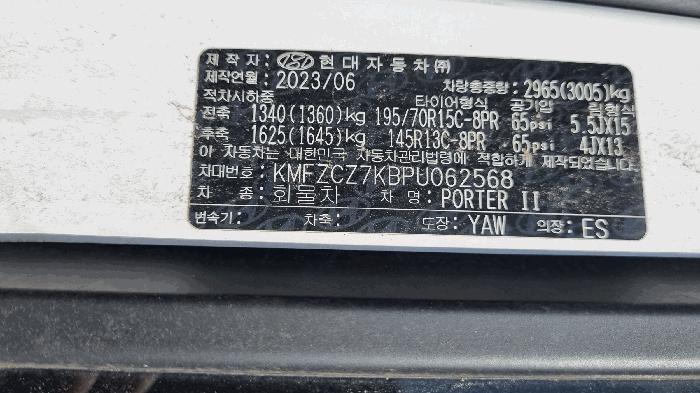 제 작 자: HYUNDAI 현대자동차㈜
제작연월: 2023/06 차량총중량: 2965(3005)kg
적차시하중 타이어형식 공기압 림형식
전축 1340(1360)kg 195/70R15C-8PR 65psi 5.5JX15
후축 1625(1645)kg 145R13C-8PR 65psi 4JX13
이 자동차는 대한민국 자동차관리법령에 적합하게 제작
차대번호: KMFZCZ7KBPU062568
차 종: 화물차 차 명: PORTER II
변속기: 차축: 도장: YAW 의장: ES